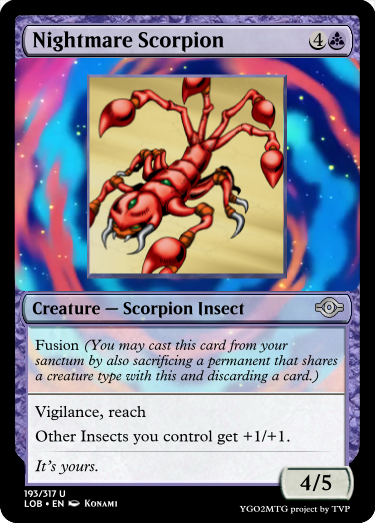 Nightmare Scorpion 4
Creature — Scorpion Insect
Fusion (You may cast this card from your
sanctum by also sacrificing a permanent that shares
a creature type with this and discarding a card.)
Vigilance, reach
Other Insects you control get +1/+1.
It's yours.
4/5
193/317 U
LOB • EN Konami
YGO2MTG project by TVP